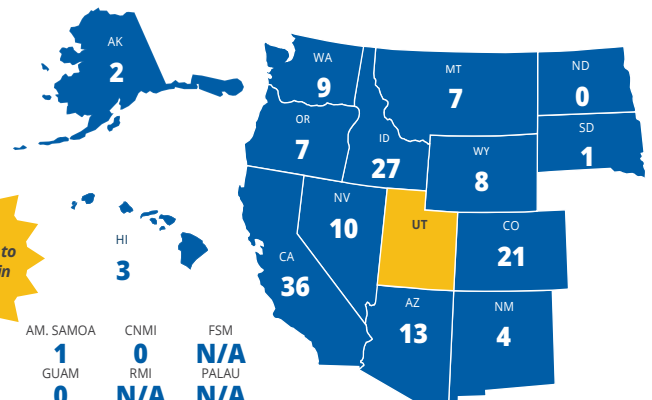 AK
2
WA
9
MT
7
ND
0
OR
7
ID
27
SD
1
WY
8
NV
10
UT
CO
21
CA
36
AZ
13
NM
4
HI
3
to
in
AM. SAMOA CNMI FSM
1 0 N/A
GUAM RMI PALAU
0 N/A N/A